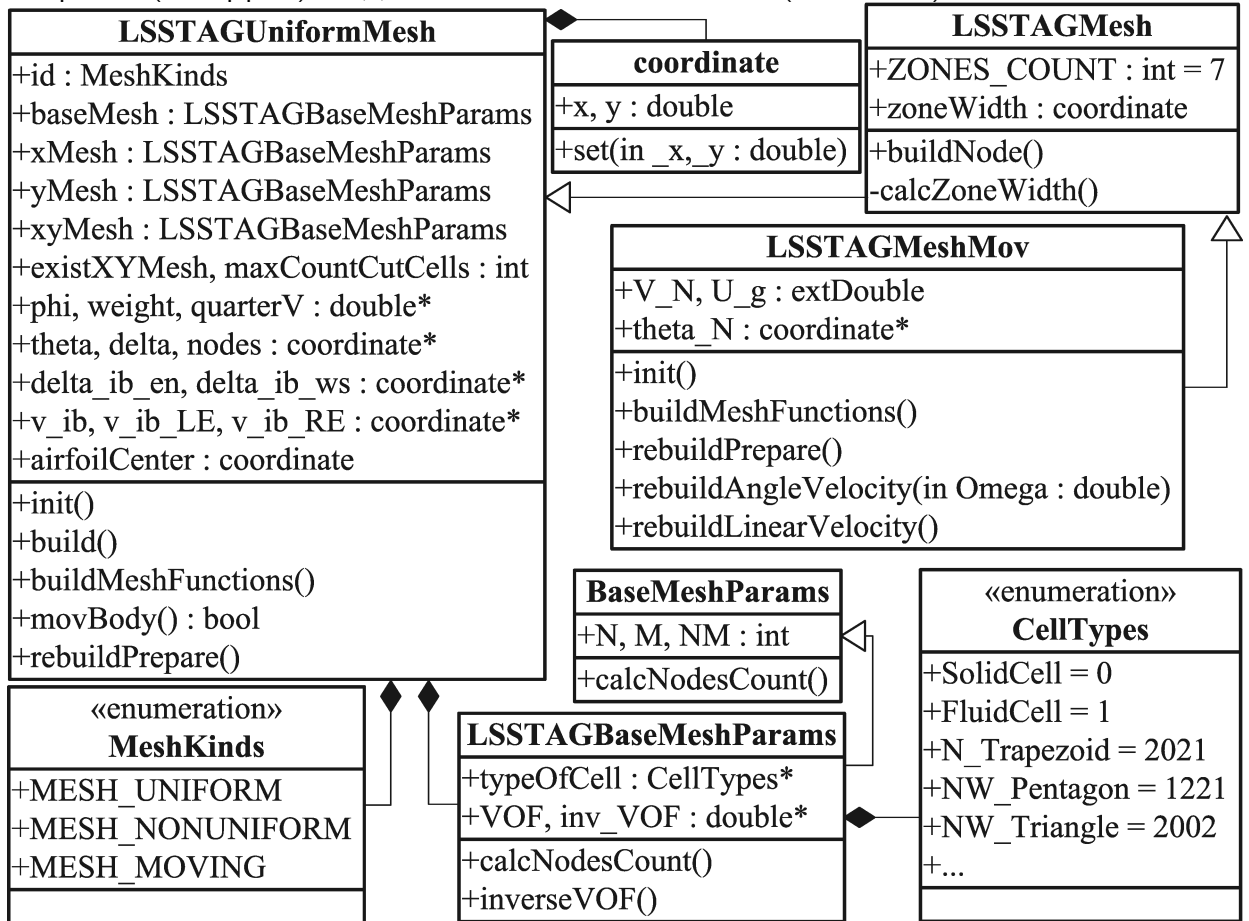 LSSTAGUniformMesh
+id : MeshKinds
+baseMesh : LSSTAGBaseMeshParams
+xMesh : LSSTAGBaseMeshParams
+yMesh : LSSTAGBaseMeshParams
+xyMesh : LSSTAGBaseMeshParams
+existXYMesh, maxCountCutCells : int
+phi, weight, quarterV : double*
+theta, delta, nodes : coordinate*
+delta_ib_en, delta_ib_ws : coordinate*
+v_ib, v_ib_LE, v_ib_RE : coordinate*
+airfoilCenter : coordinate
+init()
+build()
+buildMeshFunctions()
+movBody() : bool
+rebuildPrepare()
coordinate
+x, y : double
+set(in _x,_y : double)
LSSTAGMesh
+ZONES_COUNT : int = 7
+zoneWidth : coordinate
+buildNode()
-calcZoneWidth()
LSSTAGMeshMov
+V_N, U_g : extDouble
+theta_N : coordinate*
+init()
+buildMeshFunctions()
+rebuildPrepare()
+rebuildAngleVelocity(in Omega : double)
+rebuildLinearVelocity()
BaseMeshParams
+N, M, NM : int
+calcNodesCount()
«enumeration»
CellTypes
+SolidCell = 0
+FluidCell = 1
+N_Trapezoid = 2021
+NW_Pentagon = 1221
+NW_Triangle = 2002
+...
«enumeration»
MeshKinds
+MESH_UNIFORM
+MESH_NONUNIFORM
+MESH_MOVING
LSSTAGBaseMeshParams
+typeOfCell : CellTypes*
+VOF, inv_VOF : double*
+calcNodesCount()
+inverseVOF()